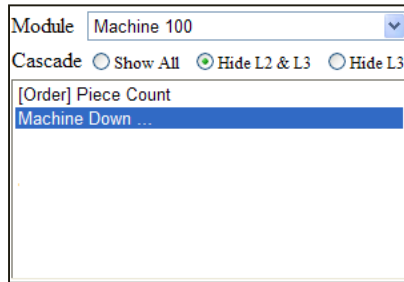 Module Machine 100
Cascade Show All Hide L2 & L3 Hide L3
[Order] Piece Count
Machine Down ...